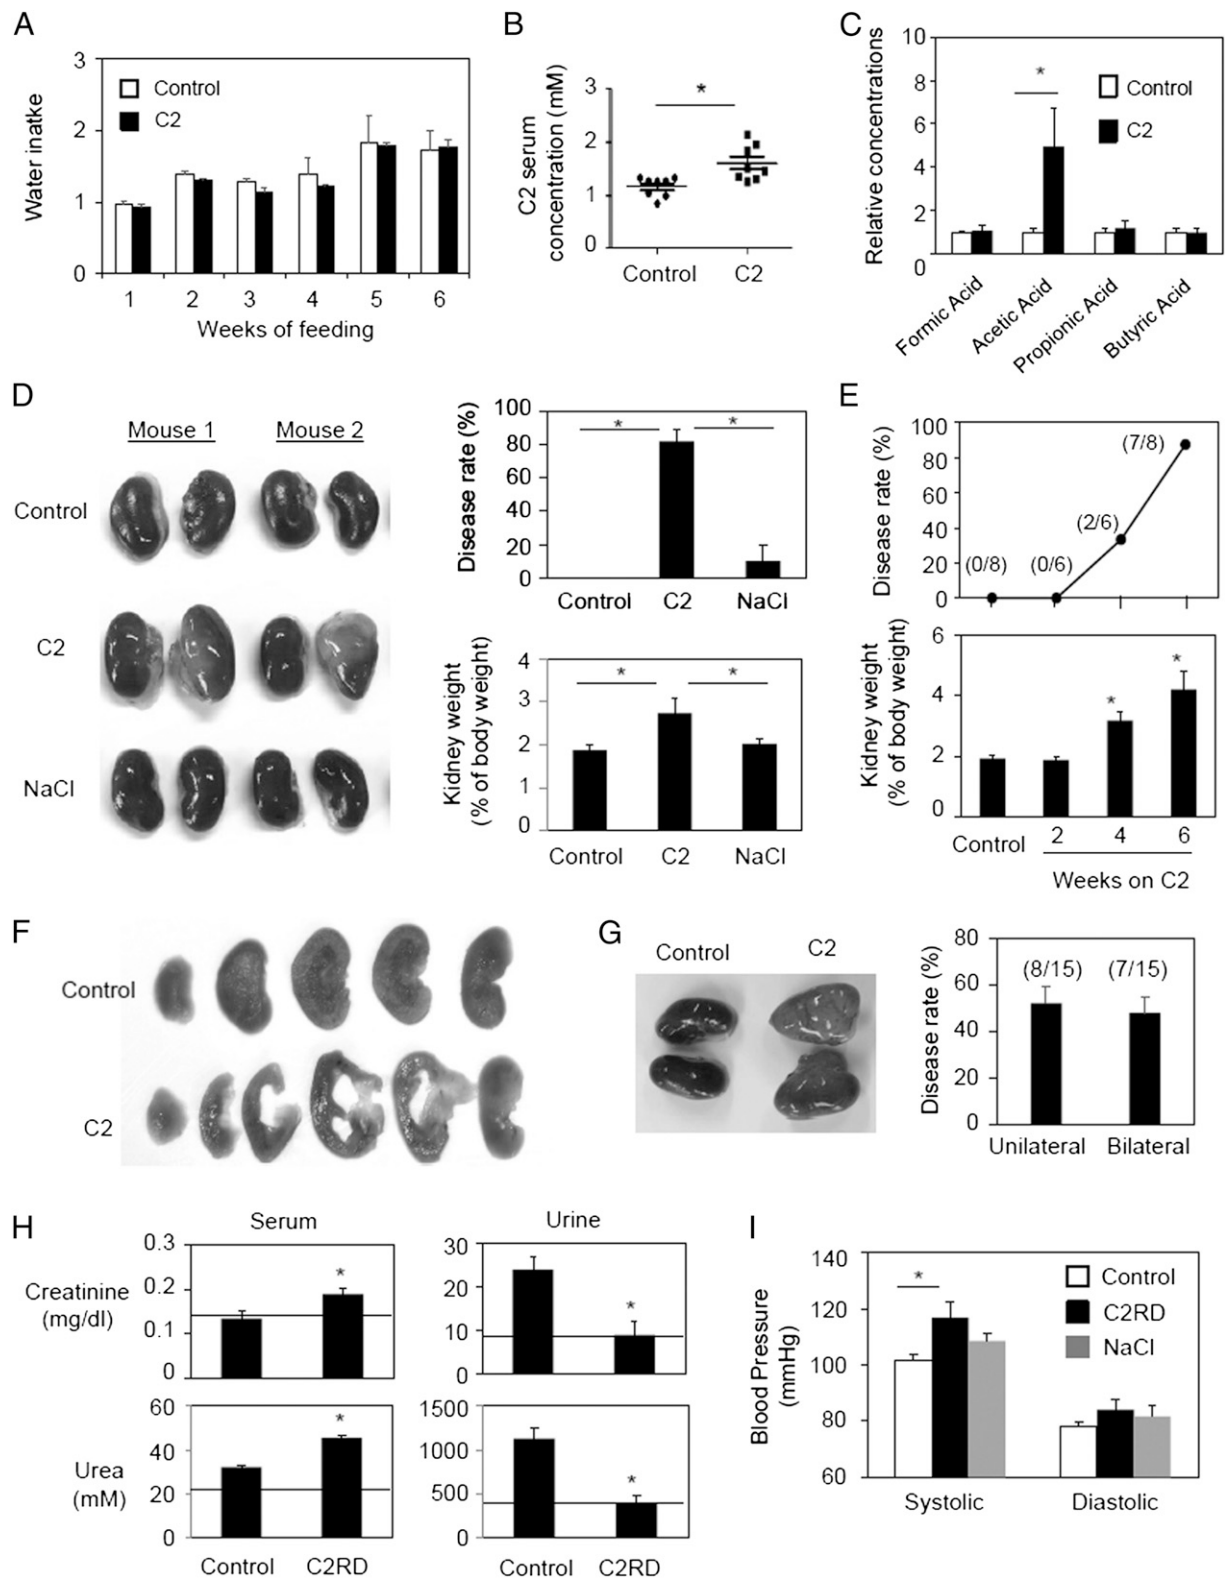 A
Water inatke
3
2
1
0
Control
C2
1 2 3 4 5 6
Weeks of feeding
B
C2 serum
concentration (mM)
3
2
1
0
*
Control C2
C
Relative concentrations
10
8
6
4
2
0
*
Control
C2
Formic Acid
Acetic Acid
Propionic Acid
Butyric Acid
D
Mouse 1 Mouse 2
Control
C2
NaCl
Disease rate (%)
100
80
60
40
20
0
* *
Control C2 NaCl
Kidney weight
(% of body weight)
4
3
2
1
0
* *
Control C2 NaCl
E
Disease rate (%)
100
80
60
40
20
0
(0/8) (0/6) (2/6) (7/8)
Kidney weight
(% of body weight)
6
4
2
0
* *
Control 2 4 6
Weeks on C2
F
Control
C2
G
Control C2
Disease rate (%)
80
60
40
20
0
(8/15) (7/15)
Unilateral Bilateral
H
Serum Urine
Creatinine
(mg/dl)
0.3
0.2
0.1
0
*
30
20
10
0
*
Urea
(mM)
60
40
20
0
*
Control C2RD
1500
1000
500
0
*
Control C2RD
I
Blood Pressure
(mmHg)
140
120
100
80
60
*
Control
C2RD
NaCl
Systolic Diastolic